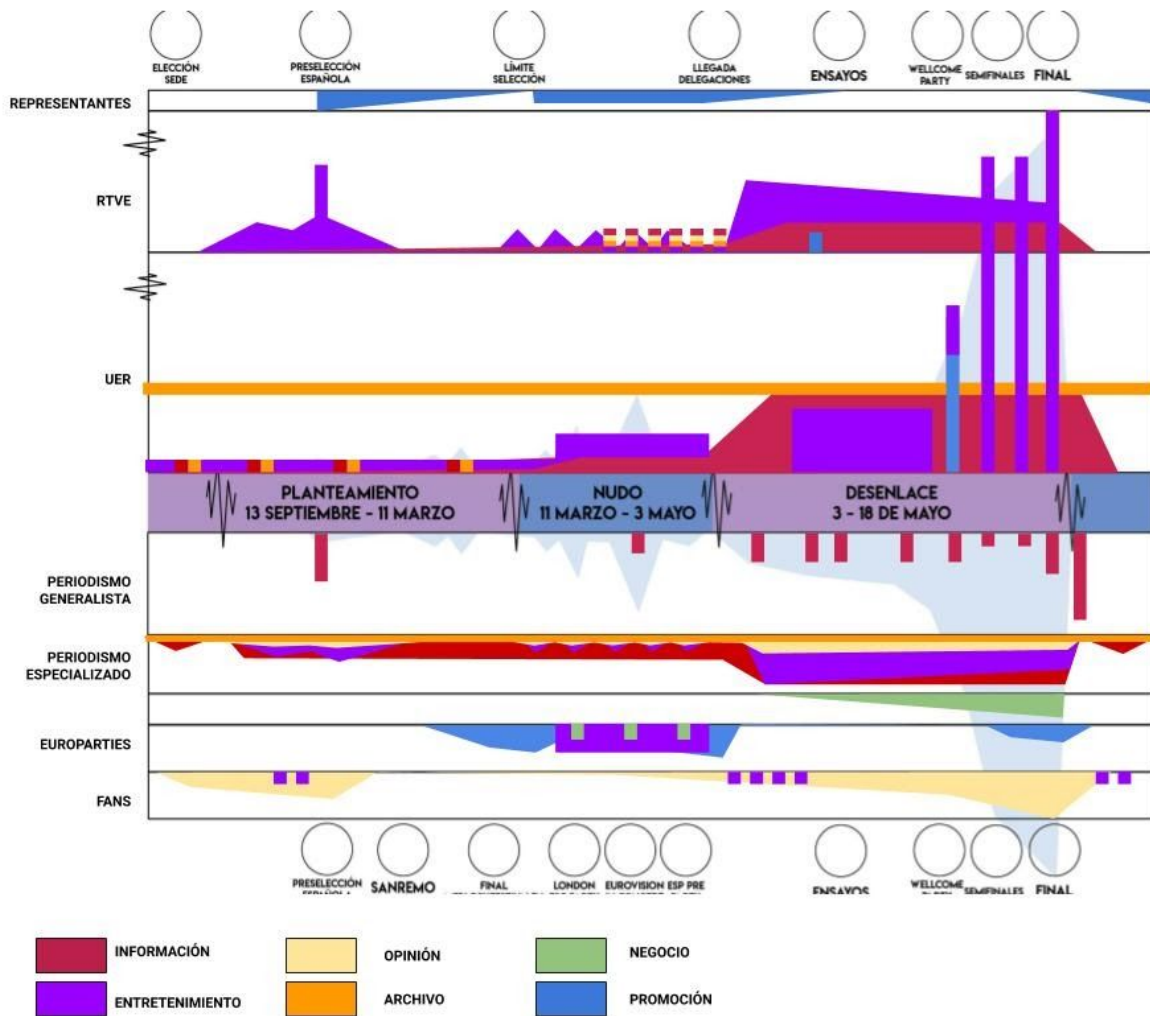 ELECCIÓN
SEDE
PRESELECCIÓN
ESPAÑOLA
LÍMITE
SELECCIÓN
LLEGADA
DELEGACIONES
ENSAYOS
WELLCOME
PARTY
SEMIFINALES
FINAL
REPRESENTANTES
RTVE
UER
PLANTEAMIENTO
13 SEPTIEMBRE - 11 MARZO
NUDO
11 MARZO - 3 MAYO
DESENLACE
3 - 18 DE MAYO
PERIODISMO
GENERALISTA
PERIODISMO
ESPECIALIZADO
EUROPARTIES
FANS
PRESELECCIÓN
ESPAÑOLA
SANREMO
FINAL
LONDON
EUROVISION
ESP PRE
ENSAYOS
WELLCOME
PARTY
SEMIFINALES
FINAL
INFORMACIÓN
OPINIÓN
NEGOCIO
ENTRETENIMIENTO
ARCHIVO
PROMOCIÓN